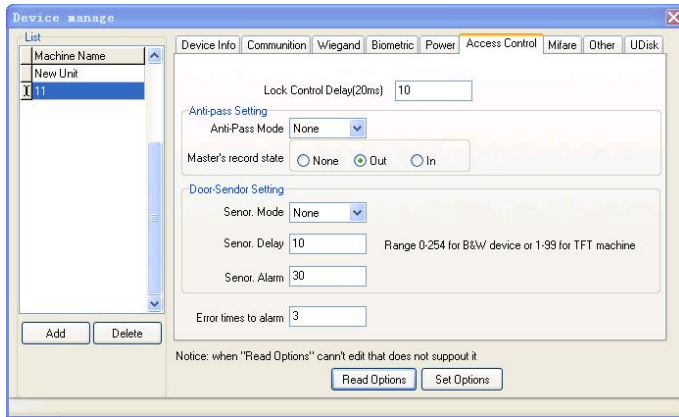 Device manage
List
Machine Name
New Unit
11
Add Delete
Device Info Communition Wiegand Biometric Power Access Control Mifare Other UDisk
Lock Control Delay(20ms) 10
Anti-pass Setting
Anti-Pass Mode None
Master's record state None Out In
Door-Sendor Setting
Senor. Mode None
Senor. Delay 10 Range 0-254 for B&W device or 1-99 for TFT machine
Senor. Alarm 30
Error times to alarm 3
Notice: when "Read Options" cann't edit that does not suppout it
Read Options Set Options